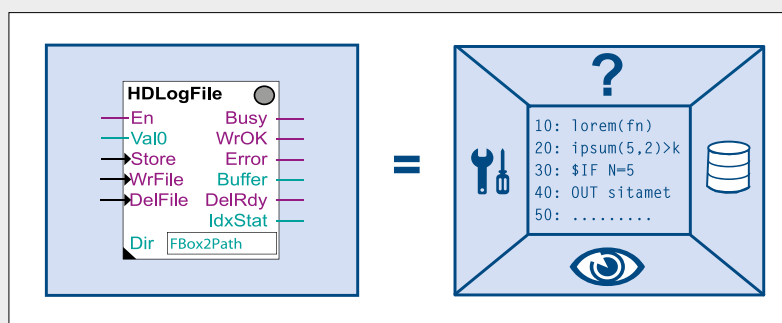 HDLogFile
En Busy
Val0 WrOK
Store Error
WrFile Buffer
DelFile DelRdy
IdxStat
Dir FBox2Path
=
?
10: lorem(fn)
20: ipsum(5,2)>k
30: $IF N=5
40: OUT sitamet
50: .........